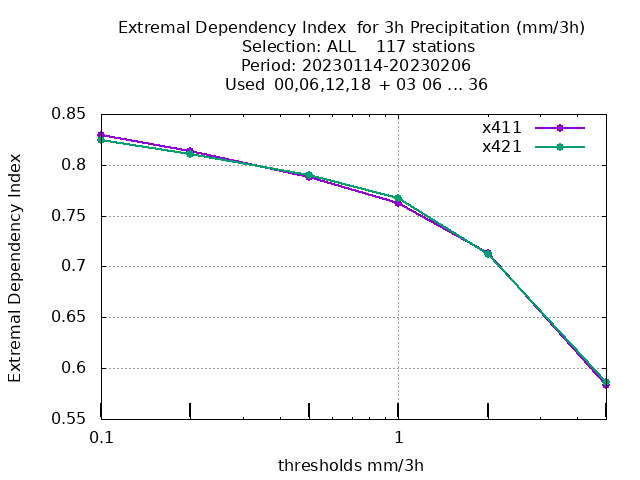 Extremal Dependency Index  for 3h Precipitation (mm/3h)
Selection: ALL    117 stations
Period: 20230114-20230206
Used  00,06,12,18 + 03 06 ... 36
x411
x421
0.85
0.8
0.75
0.7
0.65
0.6
0.55
Extremal Dependency Index
0.1
1
thresholds mm/3h